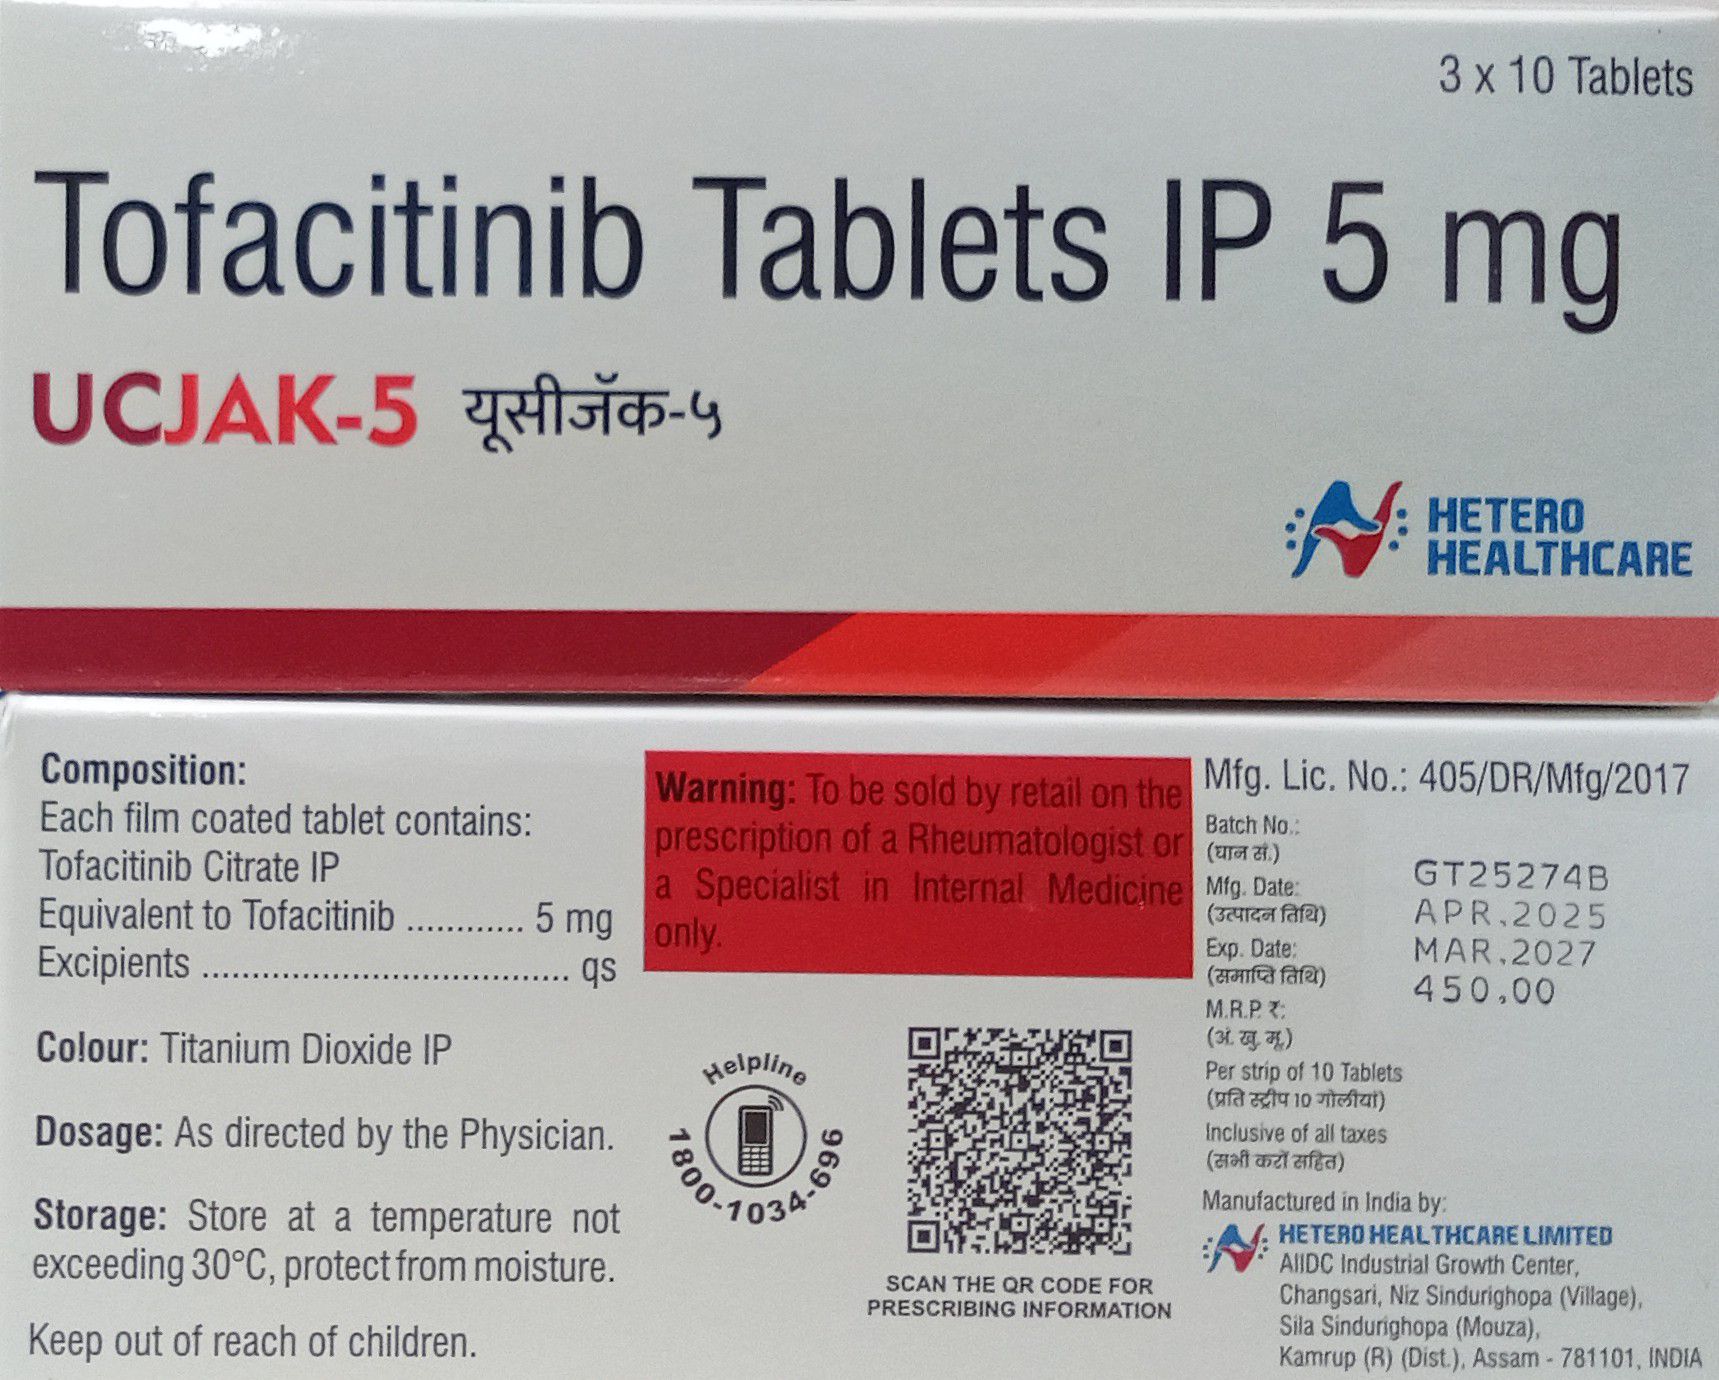 3 x 10 Tablets
Tofacitinib Tablets IP 5 mg
UCJAK-5 यूसीजॅक-५
HETERO
HEALTHCARE
Composition:
Each film coated tablet contains:
Tofacitinib Citrate IP
Equivalent to Tofacitinib ............ 5 mg
Excipients ................................... qs
Colour: Titanium Dioxide IP
Dosage: As directed by the Physician.
Storage: Store at a temperature not
exceeding 30°C, protect from moisture.
Keep out of reach of children.
Warning: To be sold by retail on the
prescription of a Rheumatologist or
a Specialist in Internal Medicine
only.
Helpline
1800-1034-696
SCAN THE QR CODE FOR
PRESCRIBING INFORMATION
Mfg. Lic. No.: 405/DR/Mfg/2017
Batch No.:
(घान सं.)
GT25274B
Mfg. Date:
(उत्पादन तिथि)
APR.2025
Exp. Date:
(समाप्ति तिथि)
MAR.2027
M.R.P. ₹:
(अं. खु. मू.)
450.00
Per strip of 10 Tablets
(प्रति स्ट्रीप 10 गोलीयां)
Inclusive of all taxes
(सभी करों सहित)
Manufactured in India by:
HETERO HEALTHCARE LIMITED
AIIDC Industrial Growth Center,
Changsari, Niz Sindurighopa (Village),
Sila Sindurighopa (Mouza),
Kamrup (R) (Dist.), Assam - 781101, INDIA